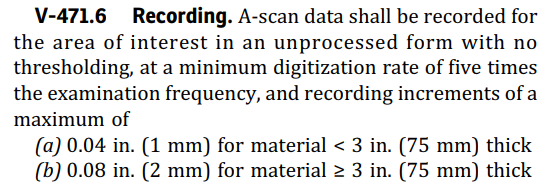 V-471.6 Recording. A-scan data shall be recorded for
the area of interest in an unprocessed form with no
thresholding, at a minimum digitization rate of five times
the examination frequency, and recording increments of a
maximum of
(a) 0.04 in. (1 mm) for material < 3 in. (75 mm) thick
(b) 0.08 in. (2 mm) for material ≥ 3 in. (75 mm) thick